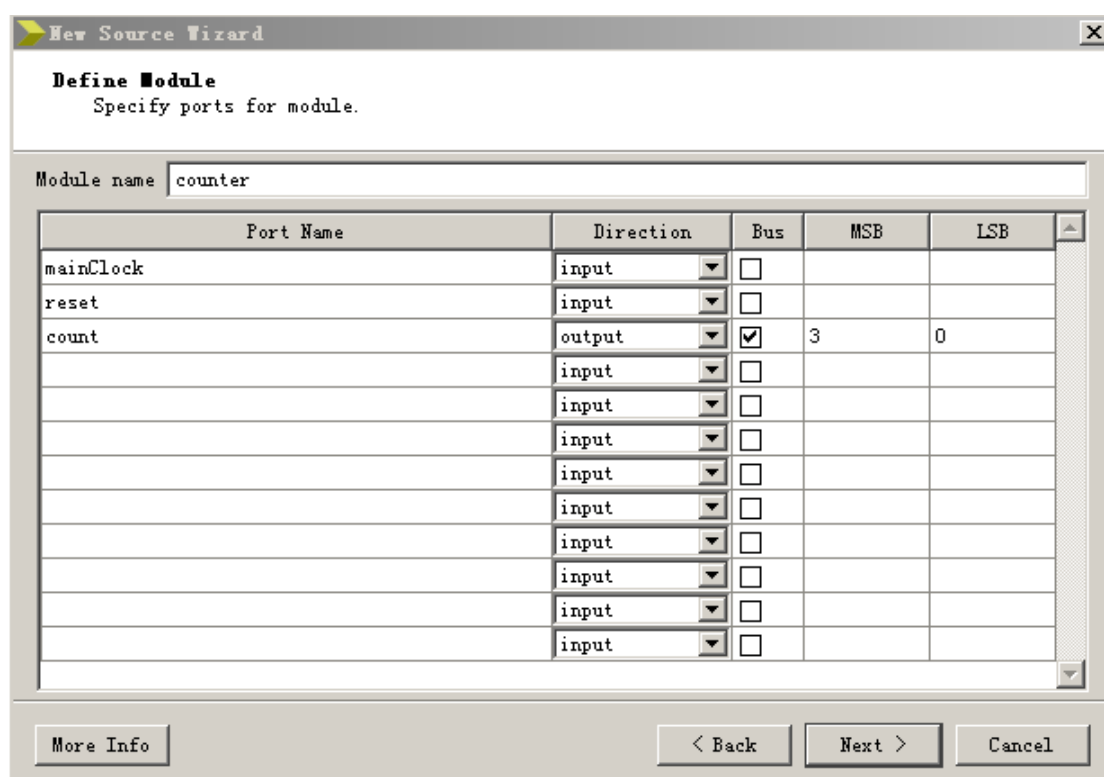 New Source Wizard
Define Module
Specify ports for module.
Module name counter
Port Name Direction Bus MSB LSB
mainClock input
reset input
count output 3 0
input
input
input
input
input
input
input
input
input
More Info < Back Next > Cancel